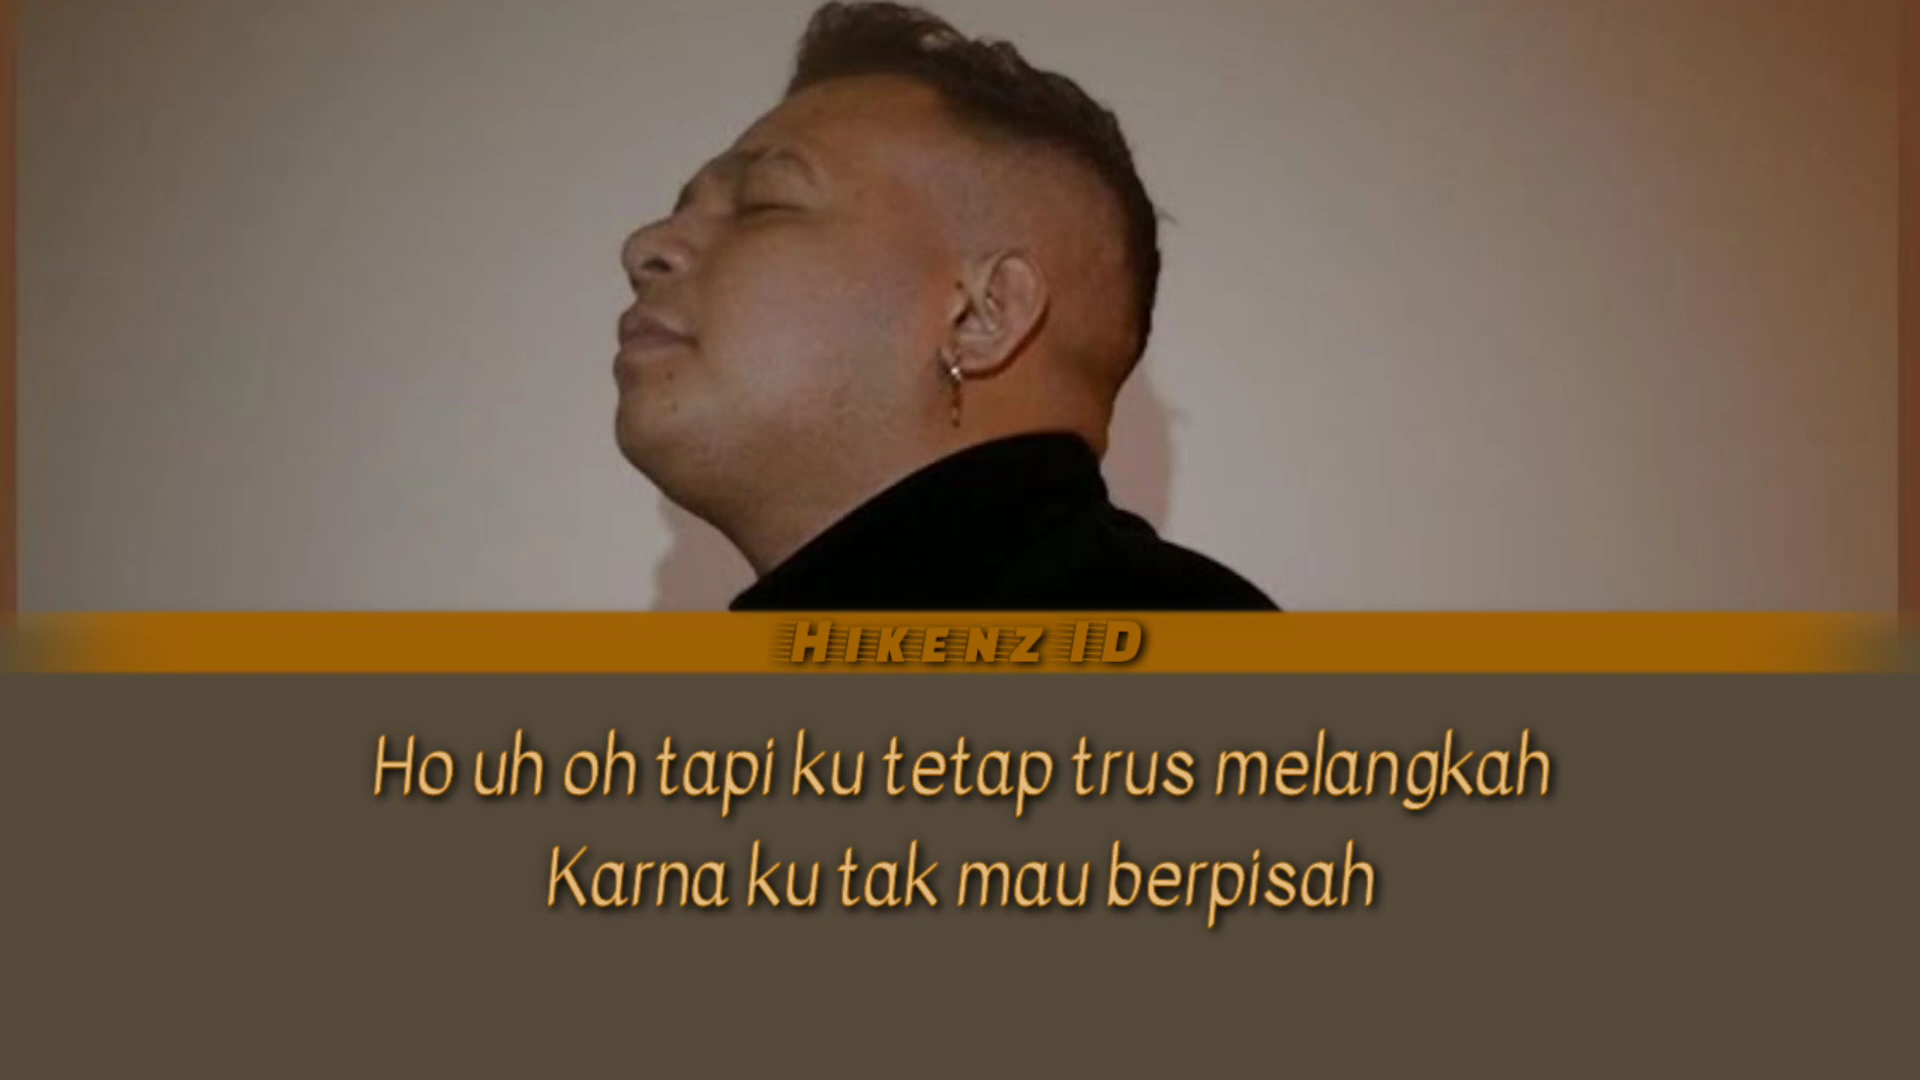 HIKENZ ID
Ho uh oh tapi ku tetap trus melangkah
Karna ku tak mau berpisah